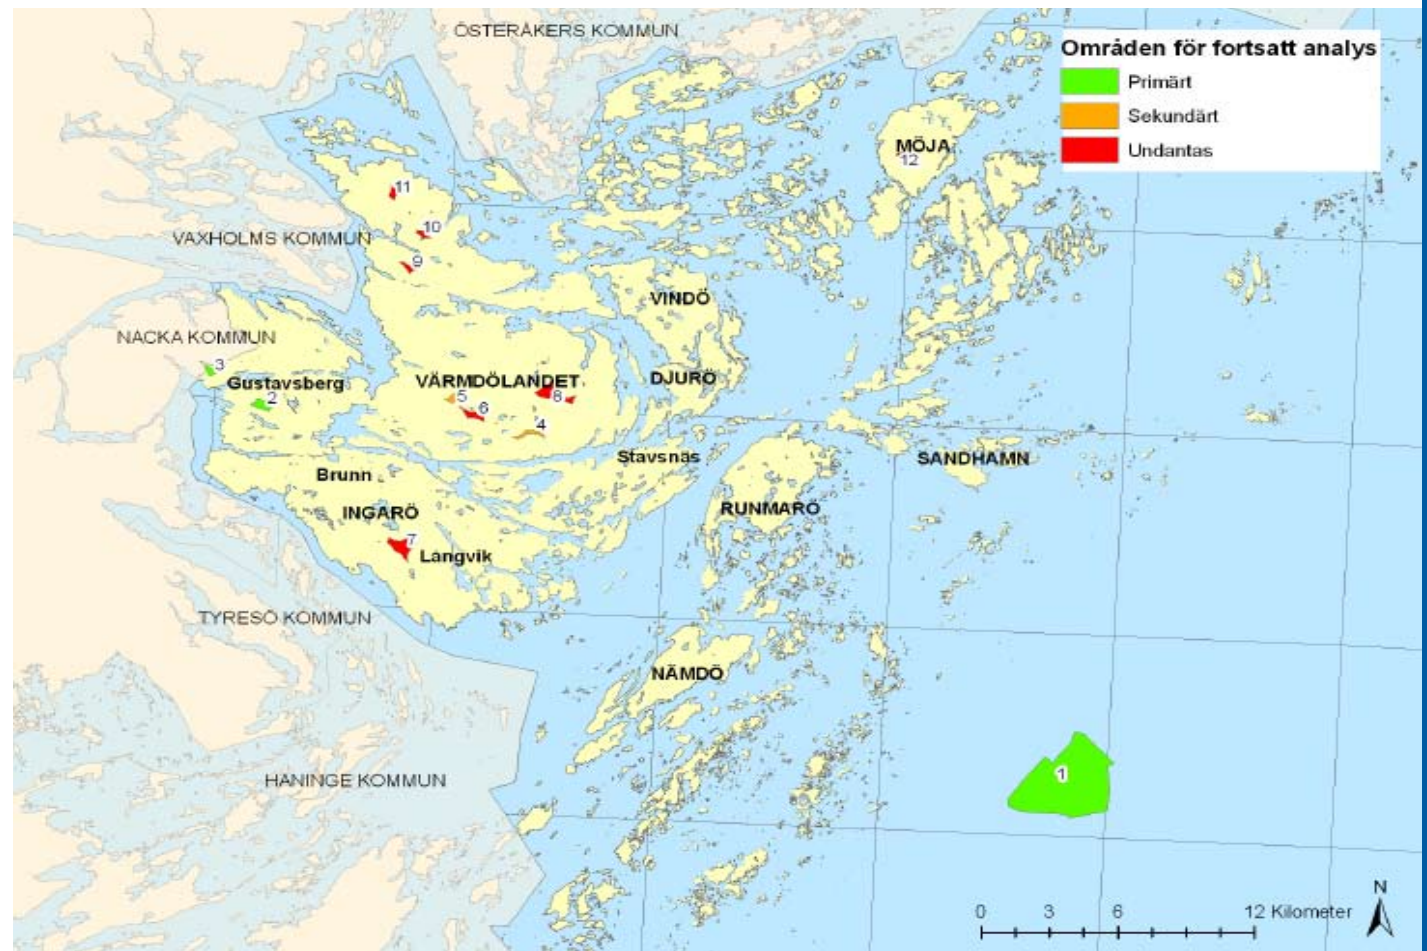 ÖSTERÅKERS KOMMUN
Områden för fortsatt analys
Primärt
Sekundärt
Undantas
MÖJA
12
11
10
VAXHOLMS KOMMUN
9
VINDÖ
NACKA KOMMUN
3
Gustavsberg
VÄRMDÖLANDET
DJURÖ
2
5
8
6
4
Stavsnäs
SANDHAMN
Brunn
INGARÖ
RUNMARÖ
7
Långvik
TYRESÖ KOMMUN
NÄMDÖ
HANINGE KOMMUN
1
N
0 3 6 12 Kilometer